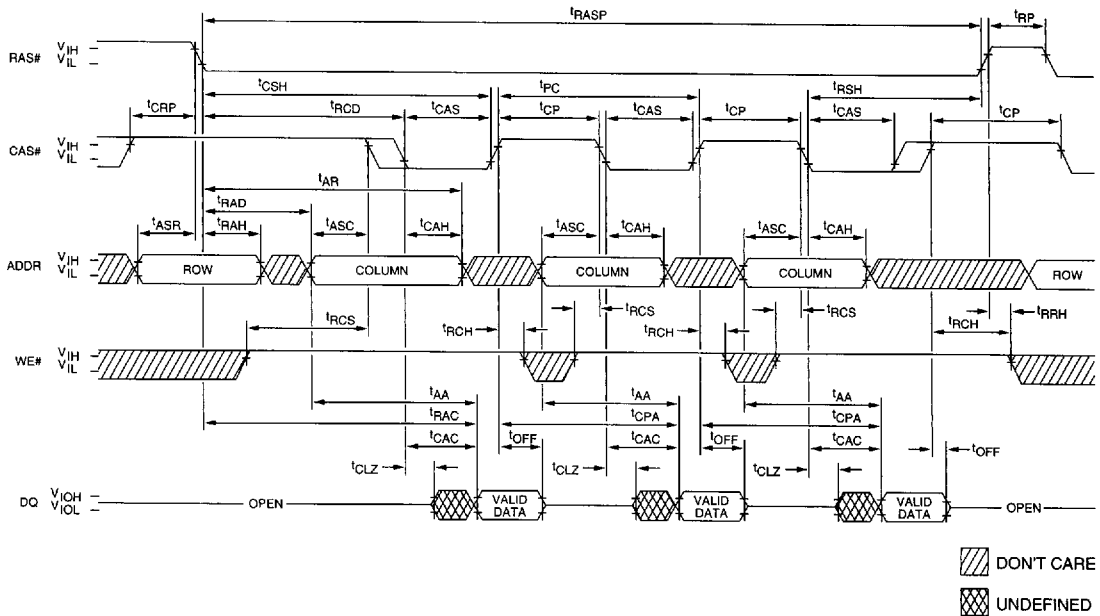 tRASP
tRP
RAS# VIH
VIL
tCSH
tPC
tRSH
tCRP
tRCD
tCAS
tCP
tCAS
tCP
tCAS
tCP
CAS# VIH
VIL
tAR
tRAD
tASR
tRAH
tASC
tCAH
tASC
tCAH
tASC
tCAH
ADDR VIH
VIL
ROW
COLUMN
COLUMN
COLUMN
ROW
tRCS
tRCH
tRCS
tRCH
tRCS
tRCH
tRRH
WE# VIH
VIL
tAA
tAA
tAA
tRAC
tCPA
tCPA
tCAC
tOFF
tCAC
tOFF
tCAC
tOFF
tCLZ
tCLZ
tCLZ
DQ VIOH
VIOL
OPEN
VALID
DATA
VALID
DATA
VALID
DATA
OPEN
DON'T CARE
UNDEFINED